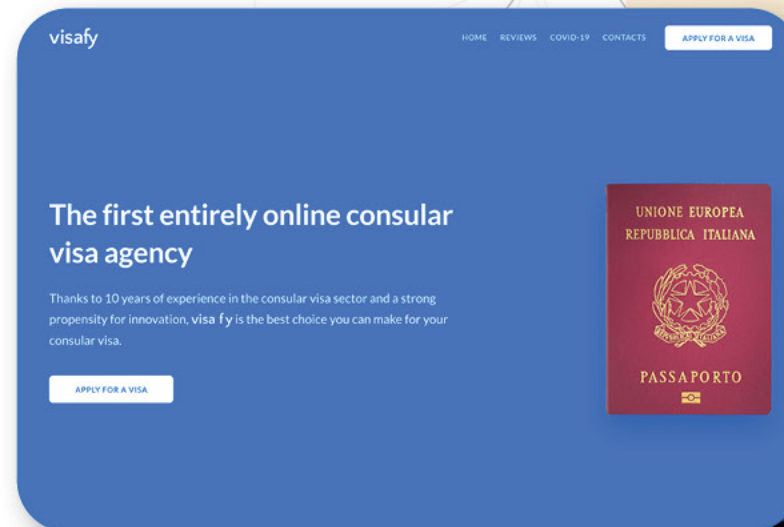 visafy
HOME REVIEWS COVID-19 CONTACTS APPLY FOR A VISA
The first entirely online consular
visa agency
Thanks to 10 years of experience in the consular visa sector and a strong
propensity for innovation, visa fy is the best choice you can make for your
consular visa.
APPLY FOR A VISA
UNIONE EUROPEA
REPUBBLICA ITALIANA
REPUBBLICA ITALIANA
PASSAPORTO